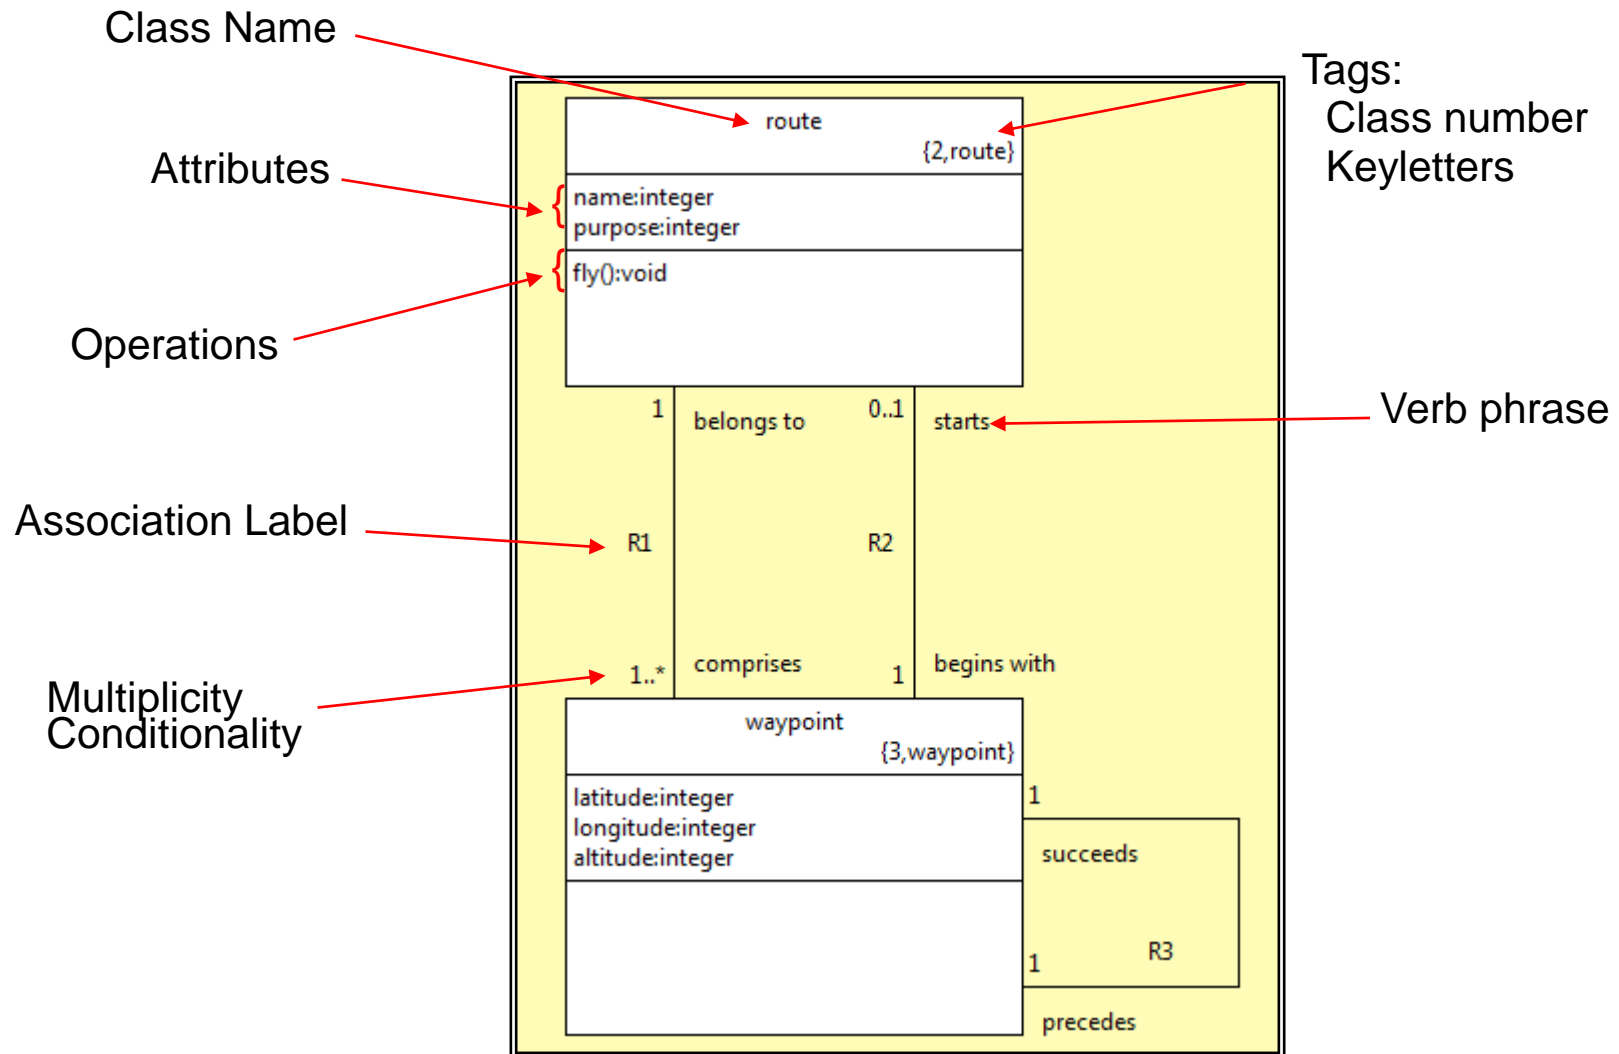 Class Name
Tags:
Class number
Keyletters
route
{2,route}
Attributes
{
name:integer
purpose:integer
{
fly():void
Operations
1
belongs to
0..1
starts
Verb phrase
Association Label
R1
R2
1..*
comprises
1
begins with
Multiplicity
Conditionality
waypoint
{3,waypoint}
latitude:integer
longitude:integer
altitude:integer
1
succeeds
R3
1
precedes